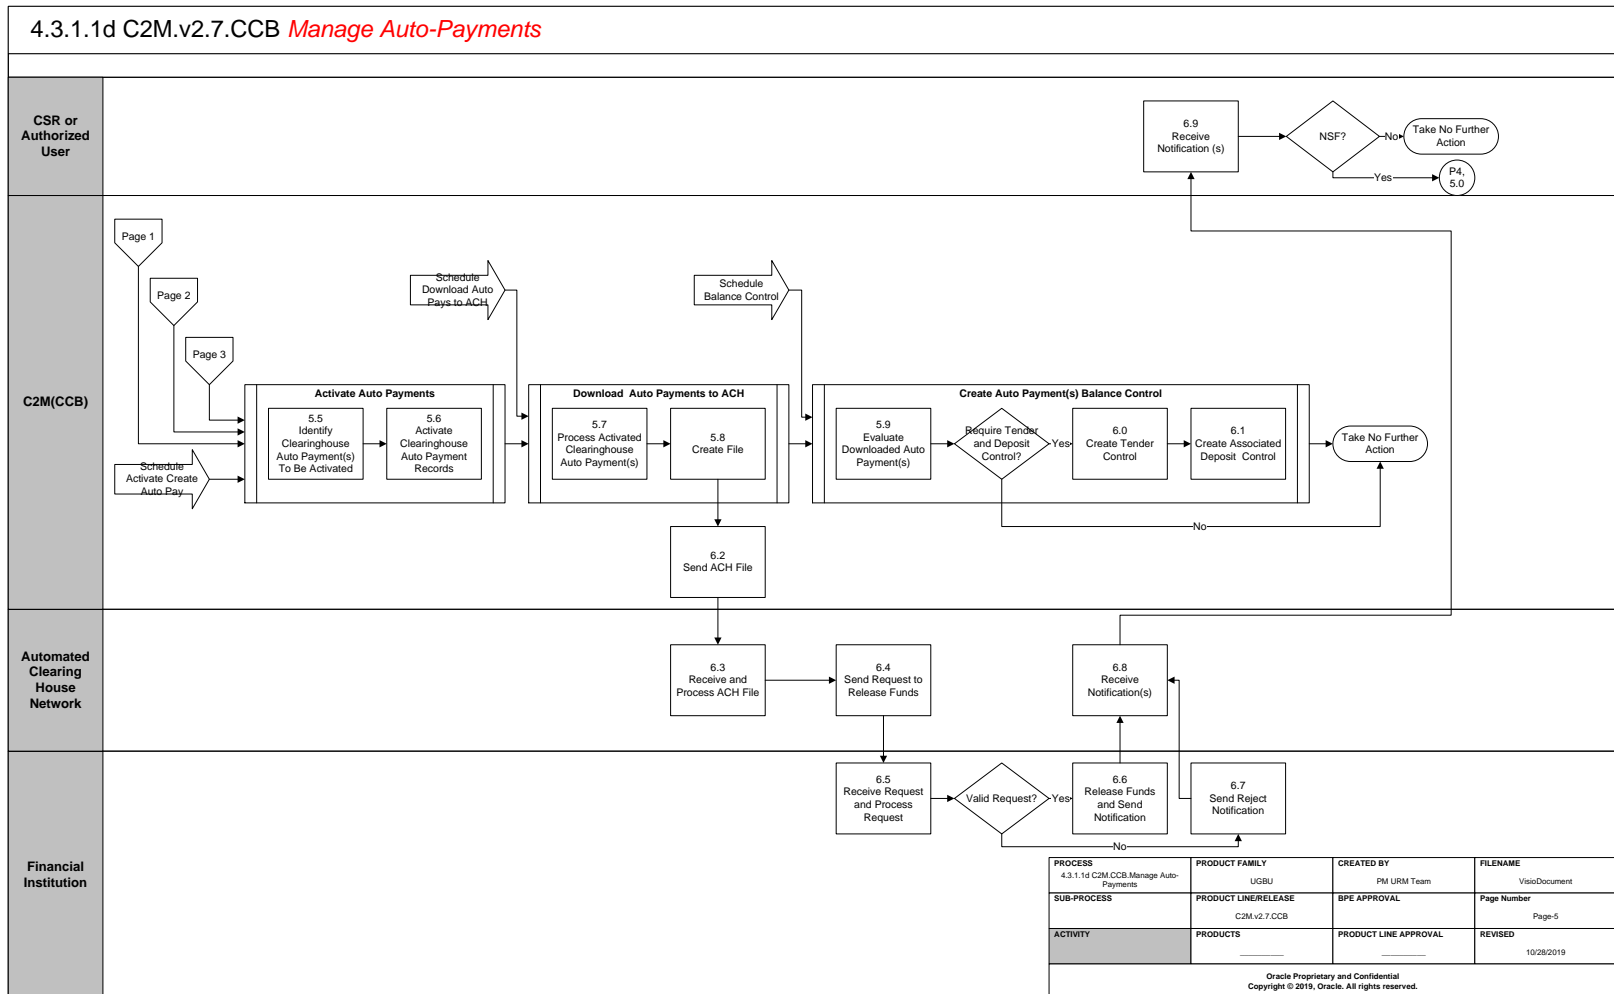 4.3.1.1d C2M.v2.7.CCB Manage Auto-Payments
CSR or
Authorized
User
6.9
Receive
Notification (s)
NSF?
No
Take No Further
Action
Yes
P4,
5.0
C2M(CCB)
Page 1
Page 2
Page 3
Schedule
Activate Create
Auto Pay
Schedule
Download Auto
Pays to ACH
Schedule
Balance Control
Activate Auto Payments
5.5
Identify
Clearinghouse
Auto Payment(s)
To Be Activated
5.6
Activate
Clearinghouse
Auto Payment
Records
Download Auto Payments to ACH
5.7
Process Activated
Clearinghouse
Auto Payment(s)
5.8
Create File
Create Auto Payment(s) Balance Control
5.9
Evaluate
Downloaded Auto
Payment(s)
Require Tender
and Deposit
Control?
Yes
6.0
Create Tender
Control
6.1
Create Associated
Deposit Control
Take No Further
Action
No
6.2
Send ACH File
Automated
Clearing
House
Network
6.3
Receive and
Process ACH File
6.4
Send Request to
Release Funds
6.8
Receive
Notification(s)
Financial
Institution
6.5
Receive Request
and Process
Request
Valid Request?
Yes
6.6
Release Funds
and Send
Notification
6.7
Send Reject
Notification
No
PROCESS
4.3.1.1d C2M.CCB.Manage Auto-
Payments
PRODUCT FAMILY
UGBU
CREATED BY
PM URM Team
FILENAME
VisioDocument
SUB-PROCESS
PRODUCT LINE/RELEASE
C2M.v2.7.CCB
BPE APPROVAL
Page Number
Page-5
ACTIVITY
PRODUCTS
PRODUCT LINE APPROVAL
REVISED
10/28/2019
Oracle Proprietary and Confidential
Copyright © 2019, Oracle. All rights reserved.